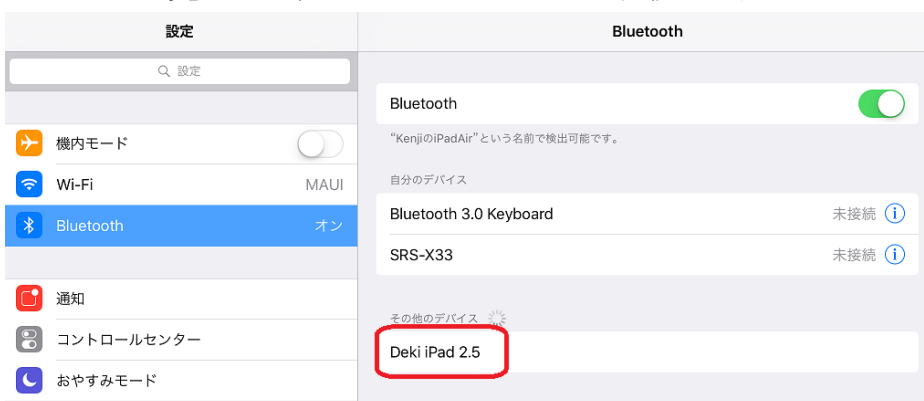 設定
設定
機内モード
Wi-Fi MAUI
Bluetooth オン
通知
コントロールセンター
おやすみモード
Bluetooth
Bluetooth
“KenjiのiPadAir”という名前で検出可能です。
自分のデバイス
Bluetooth 3.0 Keyboard 未接続
SRS-X33 未接続
その他のデバイス
Deki iPad 2.5